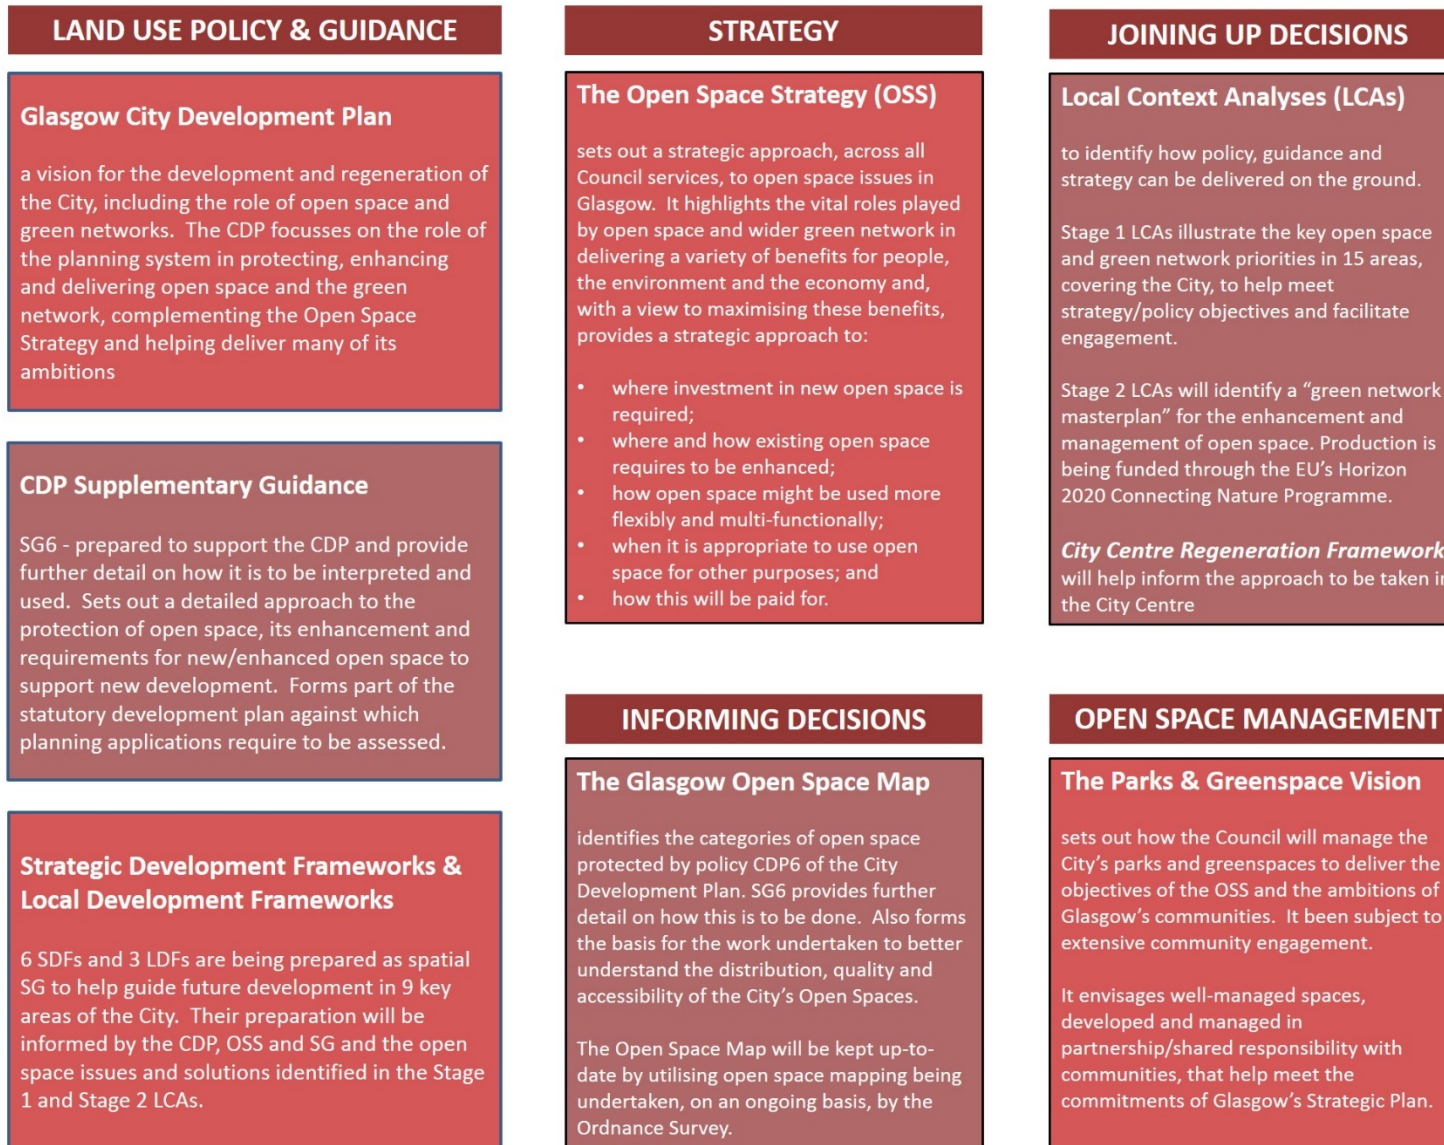 LAND USE POLICY & GUIDANCE
Glasgow City Development Plan
a vision for the development and regeneration of
the City, including the role of open space and
green networks.  The CDP focusses on the role of
the planning system in protecting, enhancing
and delivering open space and the green
network, complementing the Open Space
Strategy and helping deliver many of its
ambitions
CDP Supplementary Guidance
SG6 - prepared to support the CDP and provide
further detail on how it is to be interpreted and
used.  Sets out a detailed approach to the
protection of open space, its enhancement and
requirements for new/enhanced open space to
support new development.  Forms part of the
statutory development plan against which
planning applications require to be assessed.
Strategic Development Frameworks &
Local Development Frameworks
6 SDFs and 3 LDFs are being prepared as spatial
SG to help guide future development in 9 key
areas of the City.  Their preparation will be
informed by the CDP, OSS and SG and the open
space issues and solutions identified in the Stage
1 and Stage 2 LCAs.
STRATEGY
The Open Space Strategy (OSS)
sets out a strategic approach, across all
Council services, to open space issues in
Glasgow.  It highlights the vital roles played
by open space and wider green network in
delivering a variety of benefits for people,
the environment and the economy and,
with a view to maximising these benefits,
provides a strategic approach to:
• where investment in new open space is
required;
• where and how existing open space
requires to be enhanced;
• how open space might be used more
flexibly and multi-functionally;
• when it is appropriate to use open
space for other purposes; and
• how this will be paid for.
INFORMING DECISIONS
The Glasgow Open Space Map
identifies the categories of open space
protected by policy CDP6 of the City
Development Plan. SG6 provides further
detail on how this is to be done.  Also forms
the basis for the work undertaken to better
understand the distribution, quality and
accessibility of the City's Open Spaces.
The Open Space Map will be kept up-to-
date by utilising open space mapping being
undertaken, on an ongoing basis, by the
Ordnance Survey.
JOINING UP DECISIONS
Local Context Analyses (LCAs)
to identify how policy, guidance and
strategy can be delivered on the ground.
Stage 1 LCAs illustrate the key open space
and green network priorities in 15 areas,
covering the City, to help meet
strategy/policy objectives and facilitate
engagement.
Stage 2 LCAs will identify a "green network
masterplan" for the enhancement and
management of open space. Production is
being funded through the EU's Horizon
2020 Connecting Nature Programme.
City Centre Regeneration Framework
will help inform the approach to be taken in
the City Centre
OPEN SPACE MANAGEMENT
The Parks & Greenspace Vision
sets out how the Council will manage the
City's parks and greenspaces to deliver the
objectives of the OSS and the ambitions of
Glasgow's communities.  It been subject to
extensive community engagement.
It envisages well-managed spaces,
developed and managed in
partnership/shared responsibility with
communities, that help meet the
commitments of Glasgow's Strategic Plan.